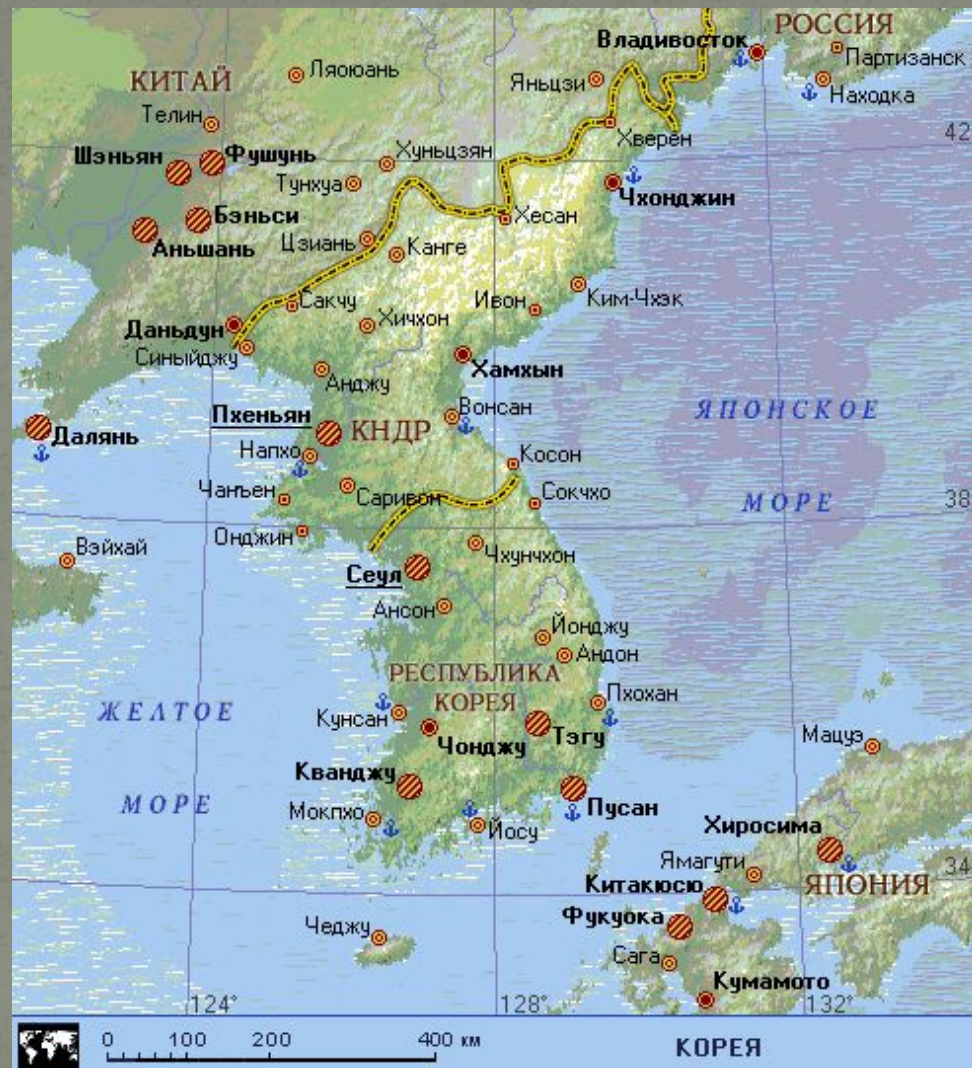 РОССИЯ
Владивосток
Партизанск
КИТАЙ
Ляоюань
Яньцзи
Находка
Телин
Хверён
42
Шэньян
Фушунь
Хуньцзян
Тунхуа
Чхонджин
Бэньси
Хесан
Аньшань
Цзиань
Канге
Сакчу
Ивон
Ким-Чхэк
Даньдун
Хичхон
Синыйджу
Хамхын
Анджу
Пхеньян
Вонсан
ЯПОНСКОЕ
Далянь
КНДР
Напхо
Косон
Чанъен
Саривон
Сокчхо
МОРЕ
38
Онджин
Вэйхай
Чхунчхон
Сеул
Ансон
Йонджу
Андон
РЕСПУБЛИКА
КОРЕЯ
Пхохан
ЖЕЛТОЕ
Кунсан
Чонджу
Тэгу
Мацуэ
Кванджу
МОРЕ
Мокпхо
Йосу
Пусан
Хиросима
Ямагути
34
Китакюсю
ЯПОНИЯ
Фукуока
Чеджу
Сага
Кумамото
124°
128°
132°
0 100 200 400 км
КОРЕЯ